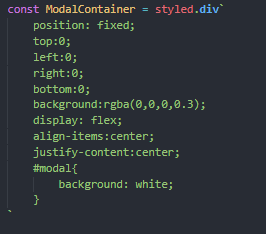 const ModalContainer = styled.div`
    position: fixed;
    top:0;
    left:0;
    right:0;
    bottom:0;
    background:rgba(0,0,0,0.3);
    display: flex;
    align-items:center;
    justify-content:center;
    #modal{
        background: white;
    }
`